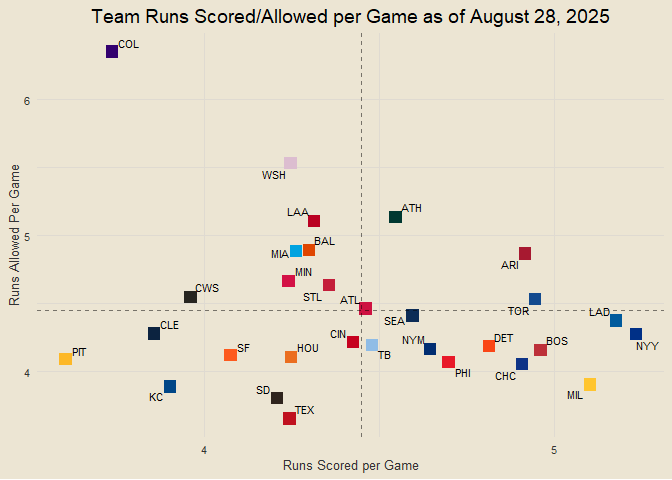 Team Runs Scored/Allowed per Game as of August 28, 2025
COL
6
WSH
LAA
ATH
5
MIA
BAL
ARI
MIN
STL
CWS
ATL
TOR
SEA
LAD
CLE
CIN
NYY
PIT
SF
HOU
TB
NYM
DET
BOS
4
PHI
CHC
KC
SD
MIL
TEX
4
5
Runs Allowed Per Game
Runs Scored per Game